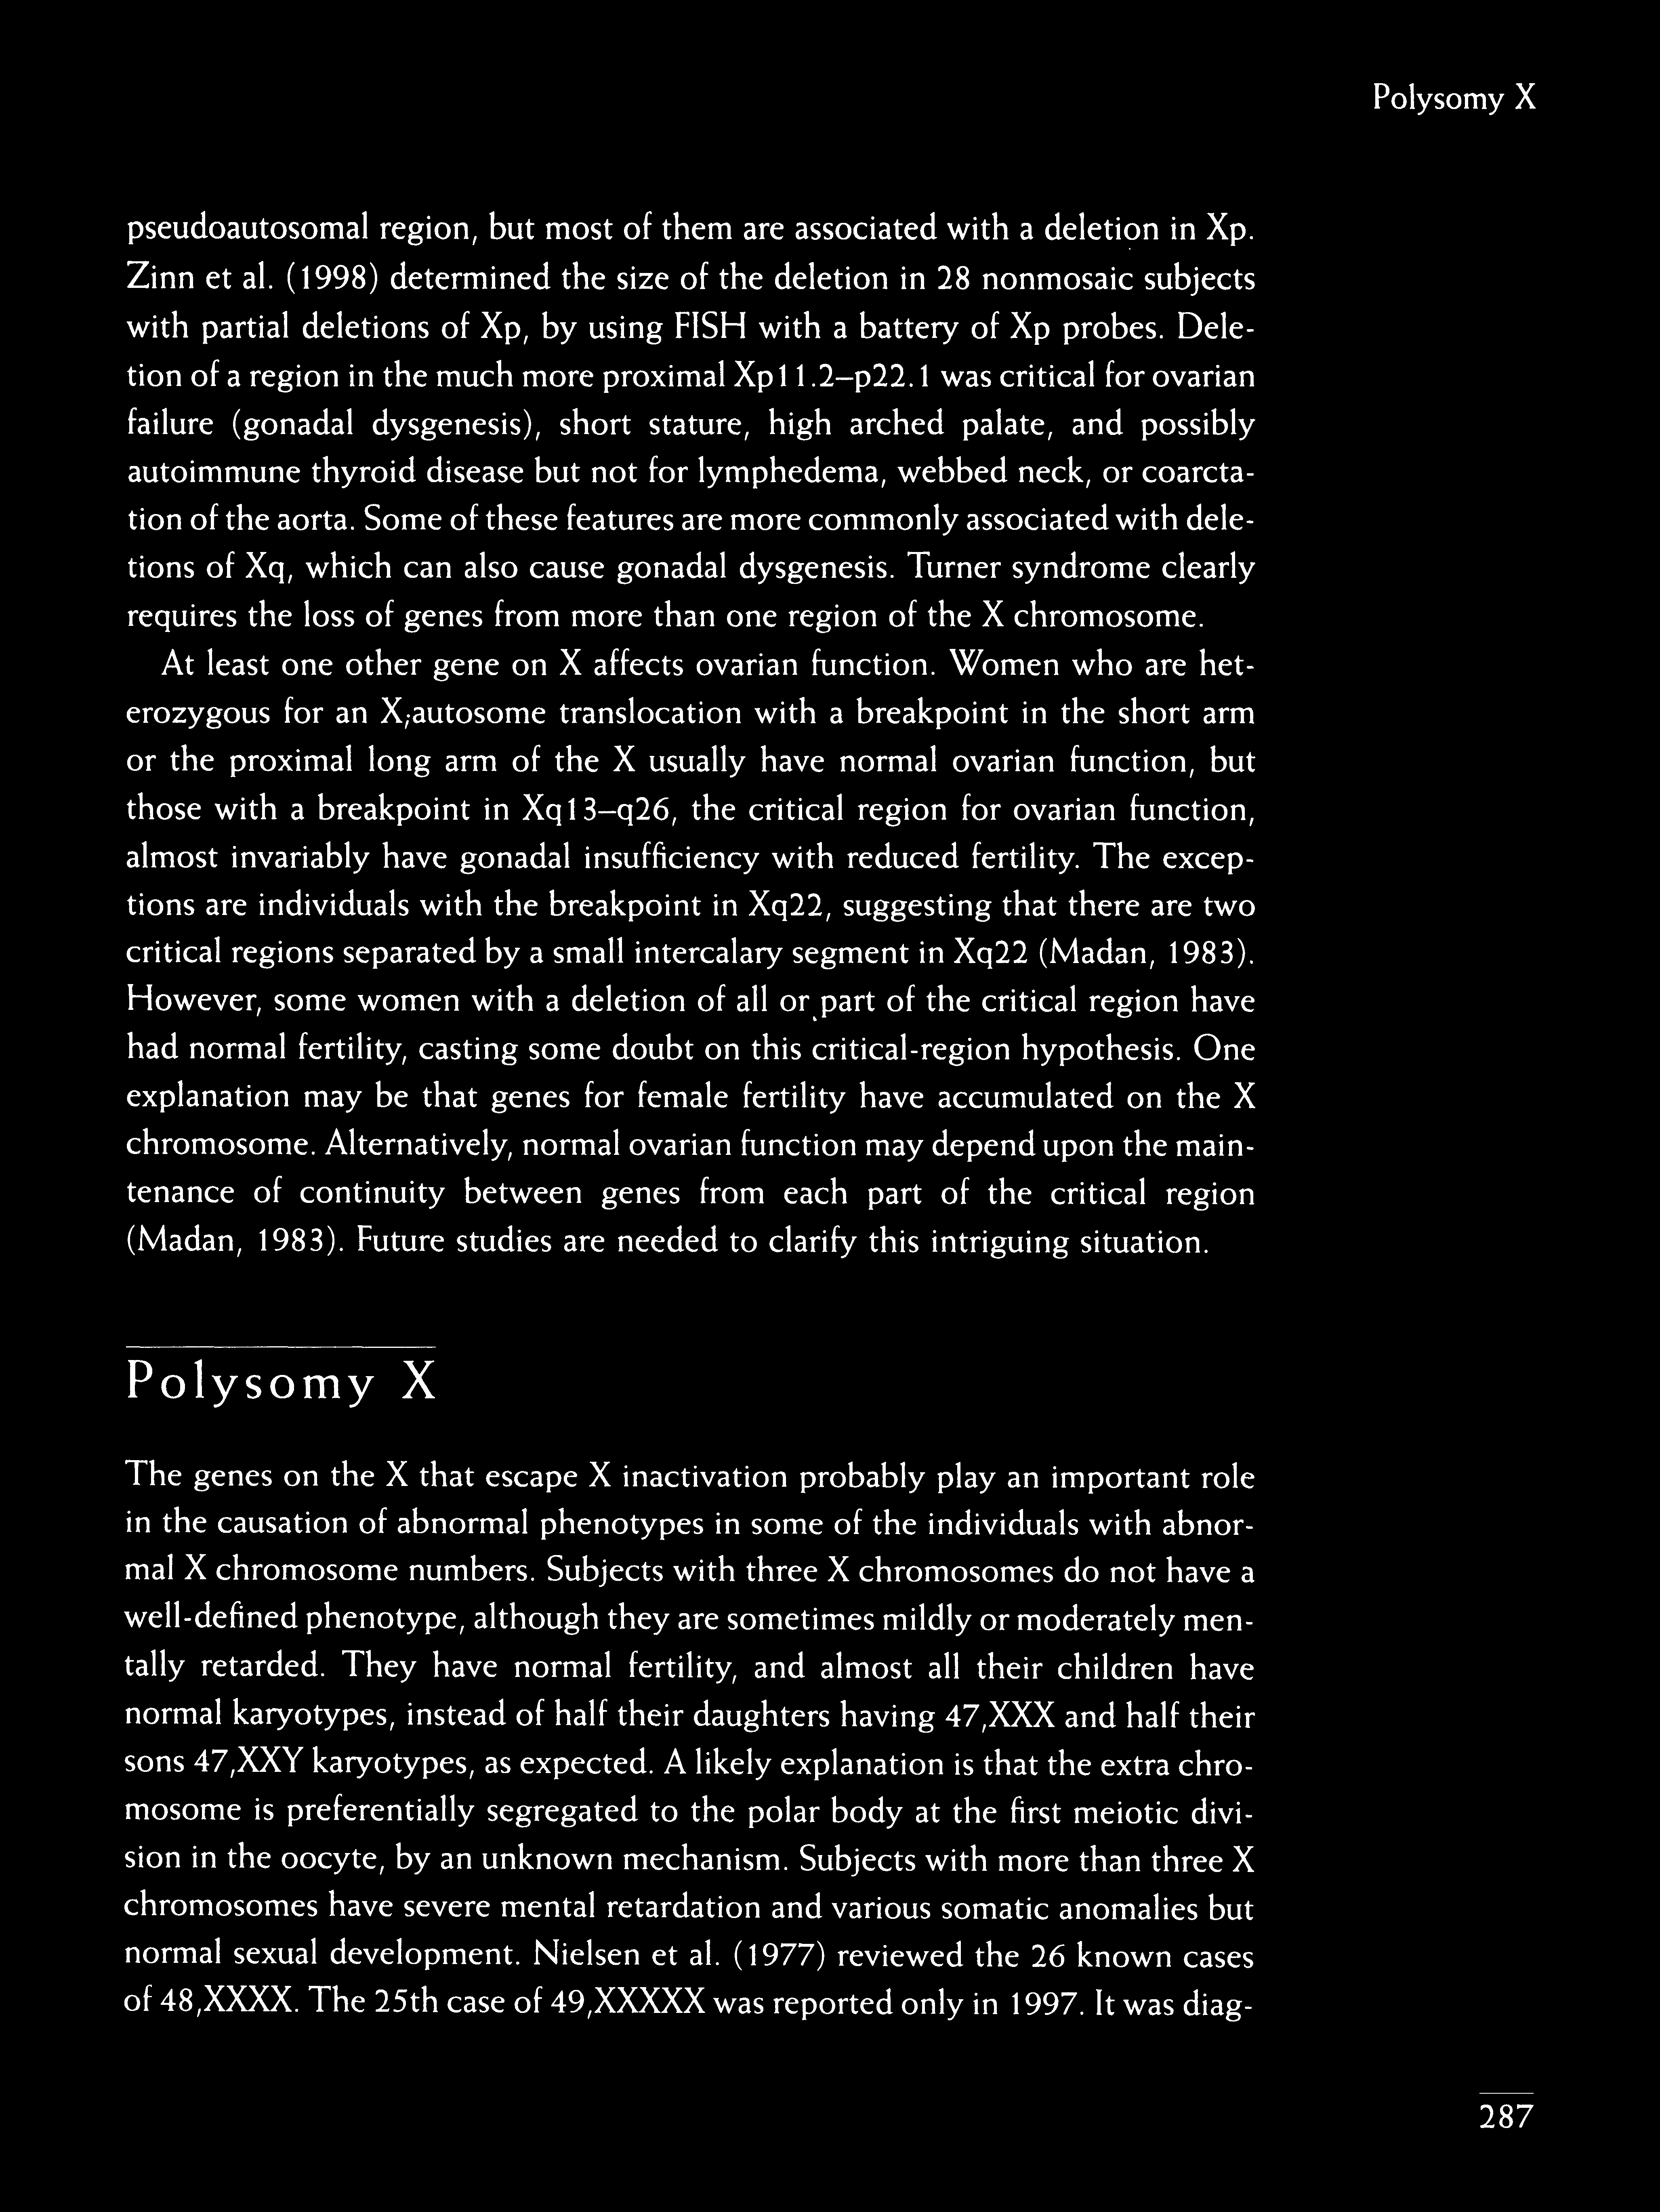 Polysomy X
pseudoautosomal region, but most of them are associated with a deletion in Xp.
Zinn et al. (1998) determined the size of the deletion in 28 nonmosaic subjects
with partial deletions of Xp, by using FISH with a battery of Xp probes. Dele-
tion of a region in the much more proximal Xp11.2–p22.1 was critical for ovarian
failure (gonadal dysgenesis), short stature, high arched palate, and possibly
autoimmune thyroid disease but not for lymphedema, webbed neck, or coarcta-
tion of the aorta. Some of these features are more commonly associated with dele-
tions of Xq, which can also cause gonadal dysgenesis. Turner syndrome clearly
requires the loss of genes from more than one region of the X chromosome.
At least one other gene on X affects ovarian function. Women who are het-
erozygous for an X;autosome translocation with a breakpoint in the short arm
or the proximal long arm of the X usually have normal ovarian function, but
those with a breakpoint in Xq13–q26, the critical region for ovarian function,
almost invariably have gonadal insufficiency with reduced fertility. The excep-
tions are individuals with the breakpoint in Xq22, suggesting that there are two
critical regions separated by a small intercalary segment in Xq22 (Madan, 1983).
However, some women with a deletion of all or part of the critical region have
had normal fertility, casting some doubt on this critical-region hypothesis. One
explanation may be that genes for female fertility have accumulated on the X
chromosome. Alternatively, normal ovarian function may depend upon the main-
tenance of continuity between genes from each part of the critical region
(Madan, 1983). Future studies are needed to clarify this intriguing situation.
Polysomy X
The genes on the X that escape X inactivation probably play an important role
in the causation of abnormal phenotypes in some of the individuals with abnor-
mal X chromosome numbers. Subjects with three X chromosomes do not have a
well-defined phenotype, although they are sometimes mildly or moderately men-
tally retarded. They have normal fertility, and almost all their children have
normal karyotypes, instead of half their daughters having 47,XXX and half their
sons 47,XXY karyotypes, as expected. A likely explanation is that the extra chro-
mosome is preferentially segregated to the polar body at the first meiotic divi-
sion in the oocyte, by an unknown mechanism. Subjects with more than three X
chromosomes have severe mental retardation and various somatic anomalies but
normal sexual development. Nielsen et al. (1977) reviewed the 26 known cases
of 48,XXXX. The 25th case of 49,XXXXX was reported only in 1997. It was diag-
287